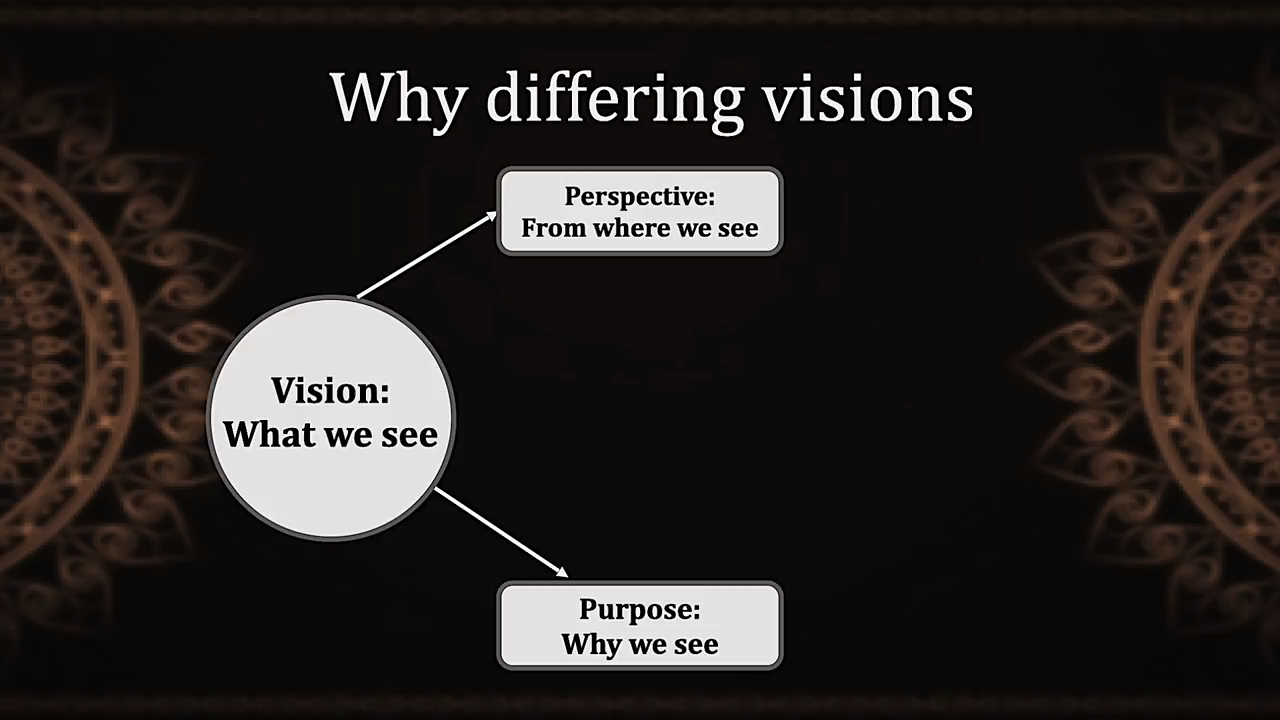 Why differing visions
Perspective:
From where we see
Vision:
What we see
Purpose:
Why we see